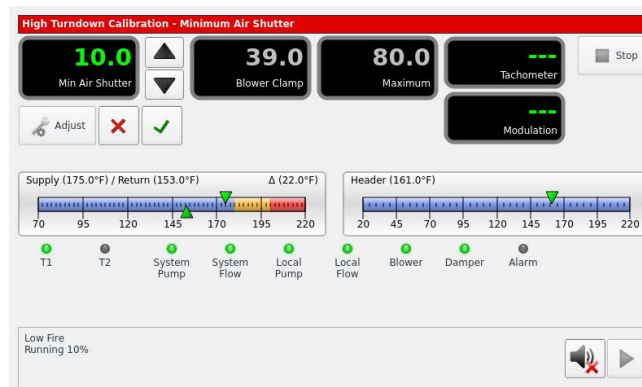 High Turndown Calibration - Minimum Air Shutter
10.0
Min Air Shutter
39.0
Blower Clamp
80.0
Maximum
---
Tachometer
Stop
---
Modulation
Adjust
Supply (175.0°F) / Return (153.0°F) Δ (22.0°F)
70 95 120 145 170 195 220
Header (161.0°F)
20 45 70 95 120 145 170 195 220
T1
T2
System
Pump
System
Flow
Local
Pump
Local
Flow
Blower
Damper
Alarm
Low Fire
Running 10%